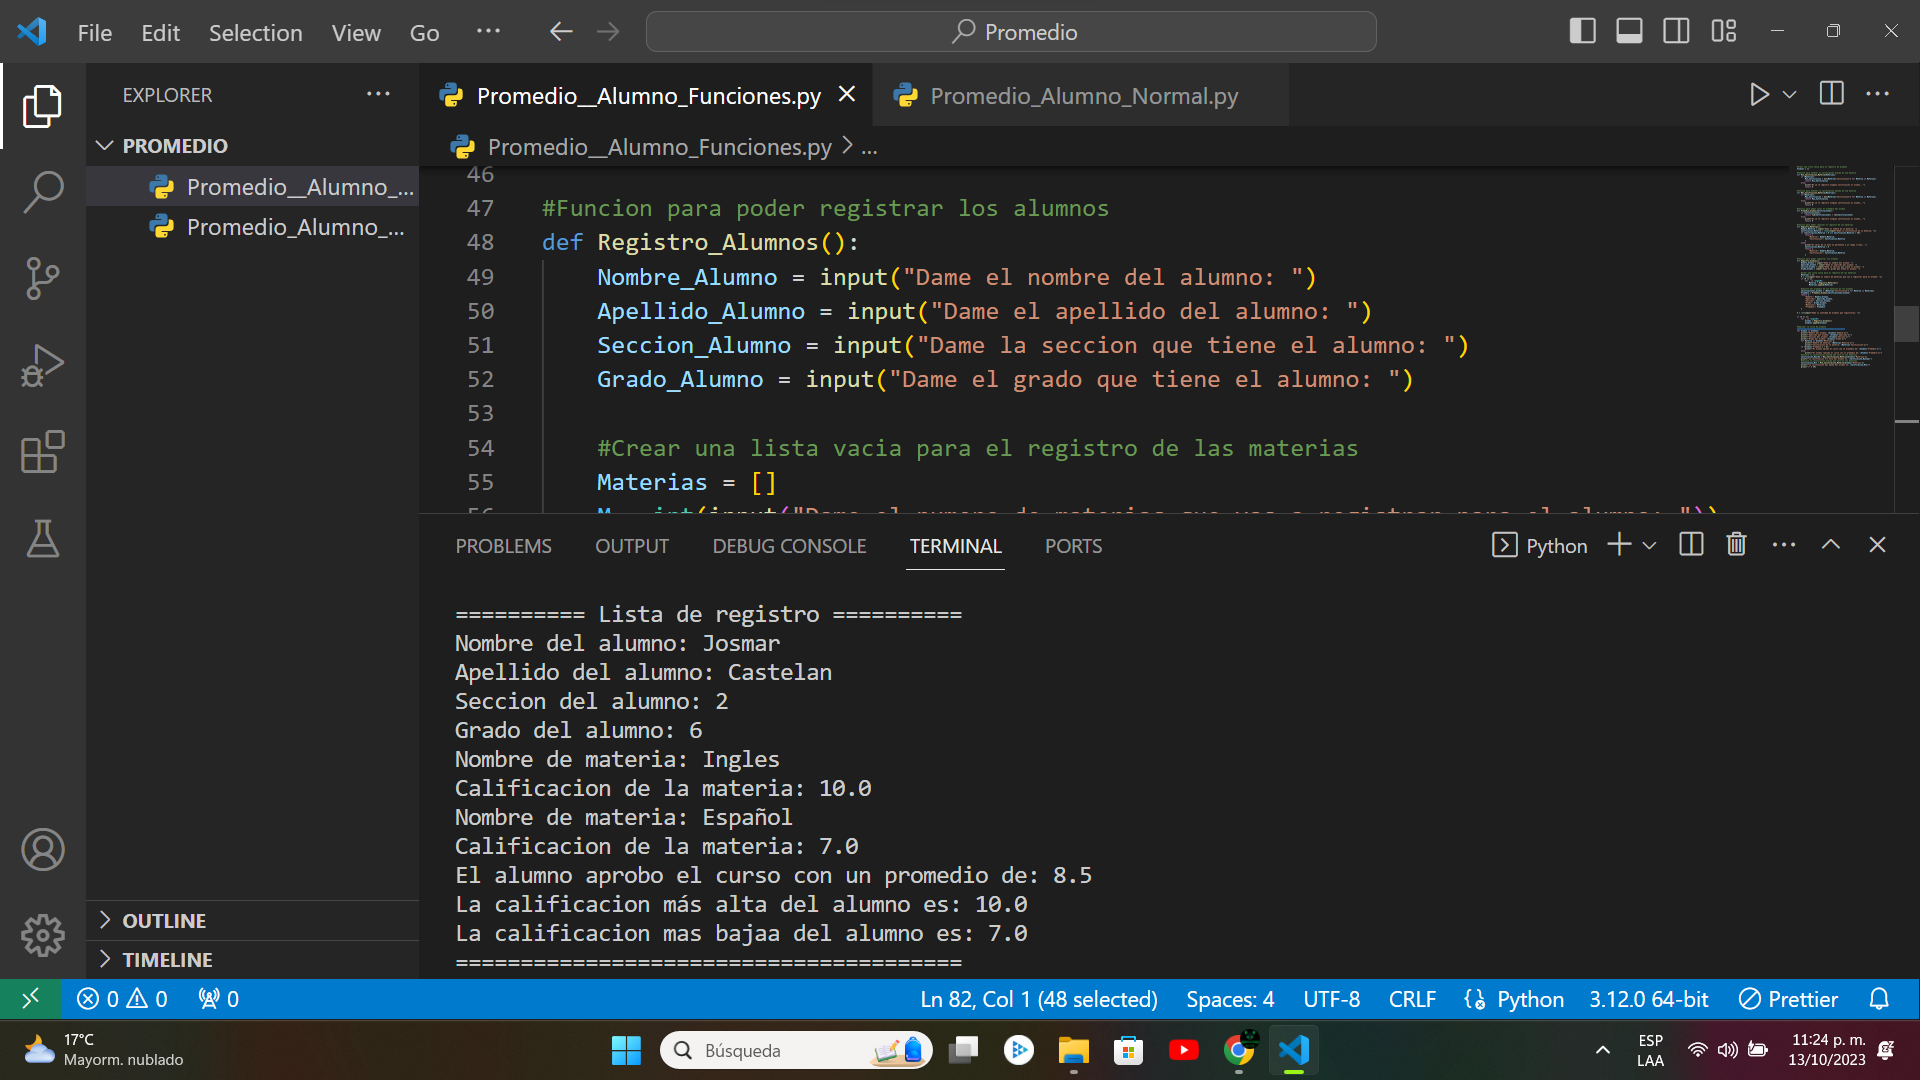 File Edit Selection View Go ···
Promedio
EXPLORER
Promedio__Alumno_Funciones.py
Promedio_Alumno_Normal.py
PROMEDIO
Promedio__Alumno_Funciones.py > ...
Promedio__Alumno_...
Promedio_Alumno_...
46
47 #Funcion para poder registrar los alumnos
48 def Registro_Alumnos():
49 Nombre_Alumno = input("Dame el nombre del alumno: ")
50 Apellido_Alumno = input("Dame el apellido del alumno: ")
51 Seccion_Alumno = input("Dame la seccion que tiene el alumno: ")
52 Grado_Alumno = input("Dame el grado que tiene el alumno: ")
53
54 #Crear una lista vacia para el registro de las materias
55 Materias = []
PROBLEMS OUTPUT DEBUG CONSOLE TERMINAL PORTS
Python
========== Lista de registro ==========
Nombre del alumno: Josmar
Apellido del alumno: Castelan
Seccion del alumno: 2
Grado del alumno: 6
Nombre de materia: Ingles
Calificacion de la materia: 10.0
Nombre de materia: Español
Calificacion de la materia: 7.0
El alumno aprobo el curso con un promedio de: 8.5
La calificacion más alta del alumno es: 10.0
La calificacion mas bajaa del alumno es: 7.0
=======================================
OUTLINE
TIMELINE
0 0 0
Ln 82, Col 1 (48 selected) Spaces: 4 UTF-8 CRLF Python 3.12.0 64-bit Prettier
17°C
Mayorm. nublado
Búsqueda
ESP
LAA
11:24 p. m.
13/10/2023